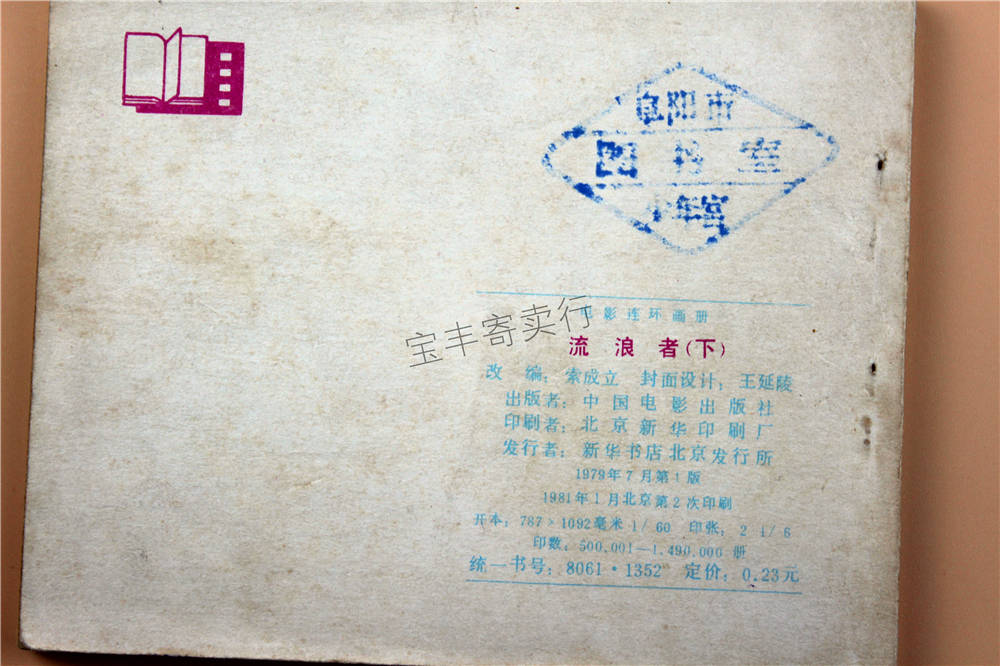 阜阳市
图书室
少年宫
电影连环画册
宝丰寄卖行
流浪者(下)
改编：索成立 封面设计：王延陵
出版者：中国电影出版社
印刷者：北京新华印刷厂
发行者：新华书店北京发行所
1979年7月第1版
1981年1月北京第2次印刷
开本：787×1092毫米1/60 印张：2 1/6
印数：500,001—1,490,000 册
统一书号：8061·1352 定价：0.23元